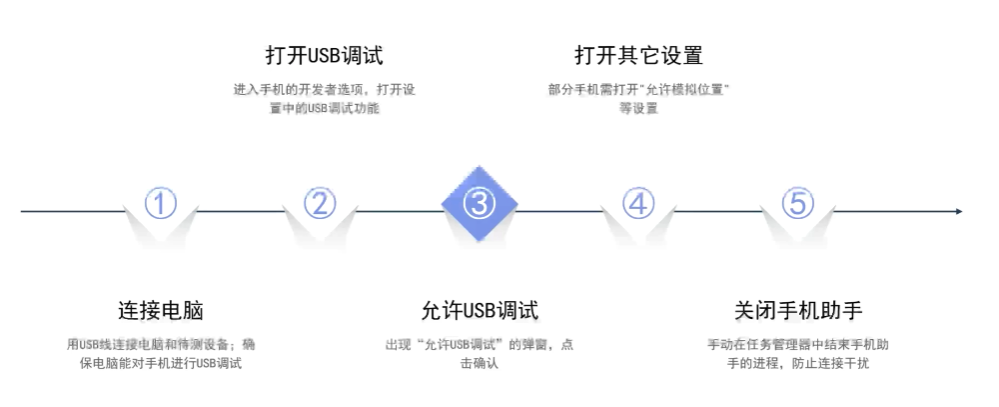 打开USB调试
进入手机的开发者选项，打开设
置中的USB调试功能
打开其它设置
部分手机需打开"允许模拟位置"
等设置
①
②
③
④
⑤
连接电脑
用USB线连接电脑和待测设备；确
保电脑能对手机进行USB调试
允许USB调试
出现“允许USB调试”的弹窗，点
击确认
关闭手机助手
手动在任务管理器中结束手机助
手的进程，防止连接干扰